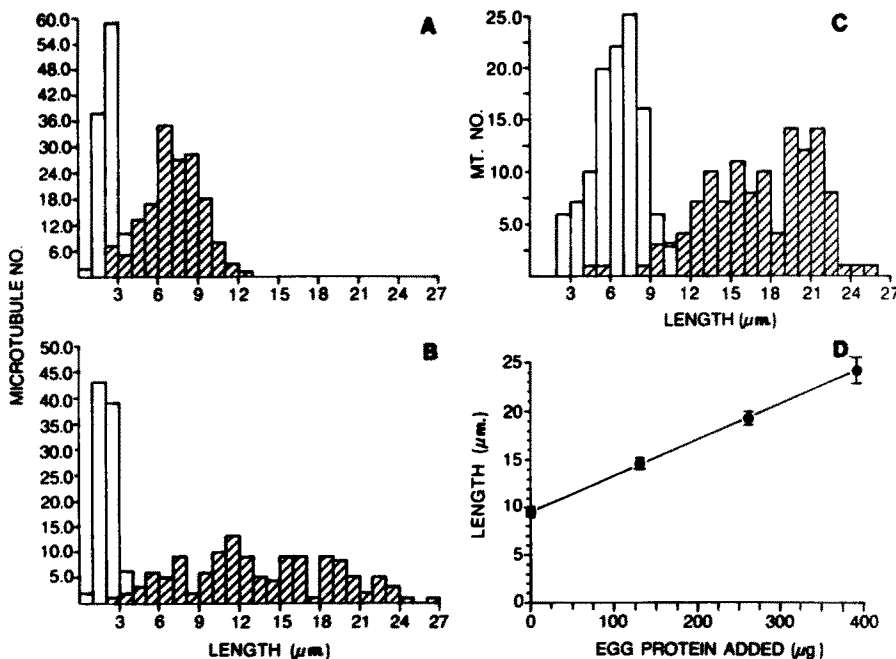 A
MICROTUBULE NO.
60.0
54.0
48.0
42.0
36.0
30.0
24.0
18.0
12.0
6.0
3 6 9 12 15 18 21 24 27
B
50.0
45.0
40.0
35.0
30.0
25.0
20.0
15.0
10.0
5.0
3 6 9 12 15 18 21 24 27
LENGTH (μm.)
C
MT. NO.
25.0
20.0
15.0
10.0
5.0
3 6 9 12 15 18 21 24 27
LENGTH (μm.)
D
LENGTH (μm.)
25
20
15
10
5
0
0 100 200 300 400
EGG PROTEIN ADDED (μg)